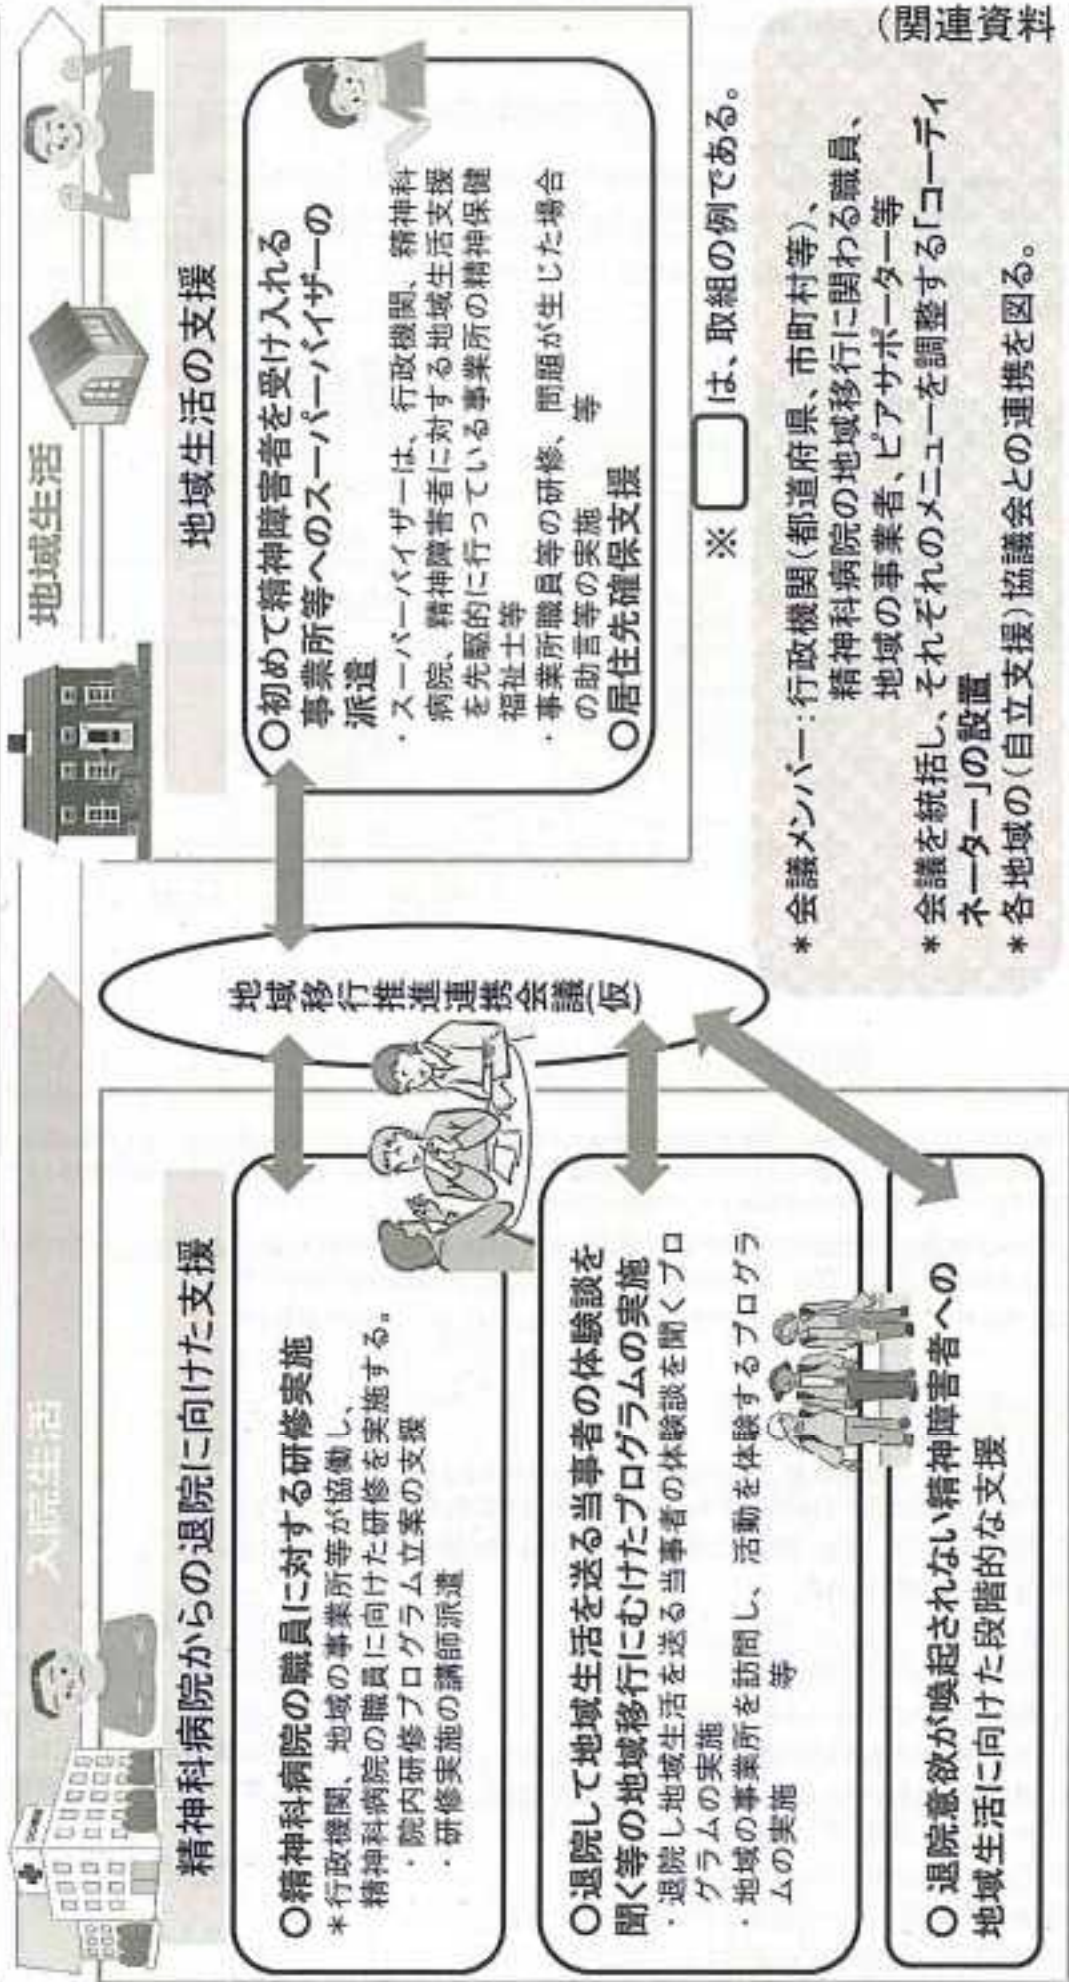 入院生活
地域生活
精神科病院からの退院に向けた支援
○精神科病院の職員に対する研修実施
＊行政機関、地域の事業所等が協働し、
精神科病院の職員に向けた研修を実施する。
・院内研修プログラム立案の支援
・研修実施の講師派遣
○退院して地域生活を送る当事者の体験談を
聞く等の地域移行にむけたプログラムの実施
・退院し地域生活を送る当事者の体験談を聞くプロ
グラムの実施
・地域の事業所を訪問し、活動を体験するプログラ
ムの実施　　等
○ 退院意欲が喚起されない精神障害者への
地域生活に向けた段階的な支援
地域移行推進連携会議(仮)
地域生活の支援
○初めて精神障害者を受け入れる
事業所等へのスーパーバイザーの
派遣
・スーパーバイザーは、行政機関、精神科
病院、精神障害者に対する地域生活支援
を先駆的に行っている事業所の精神保健
福祉士等
・事業所職員等の研修、問題が生じた場合
の助言等の実施　　等
○居住先確保支援
※ は、取組の例である。
＊会議メンバー：行政機関（都道府県、市町村等）、
精神科病院の地域移行に関わる職員、
地域の事業者、ピアサポーター等
＊会議を統括し、それぞれのメニューを調整する「コーディ
ネーター」の設置
＊各地域の（自立支援）協議会との連携を図る。
（関連資料